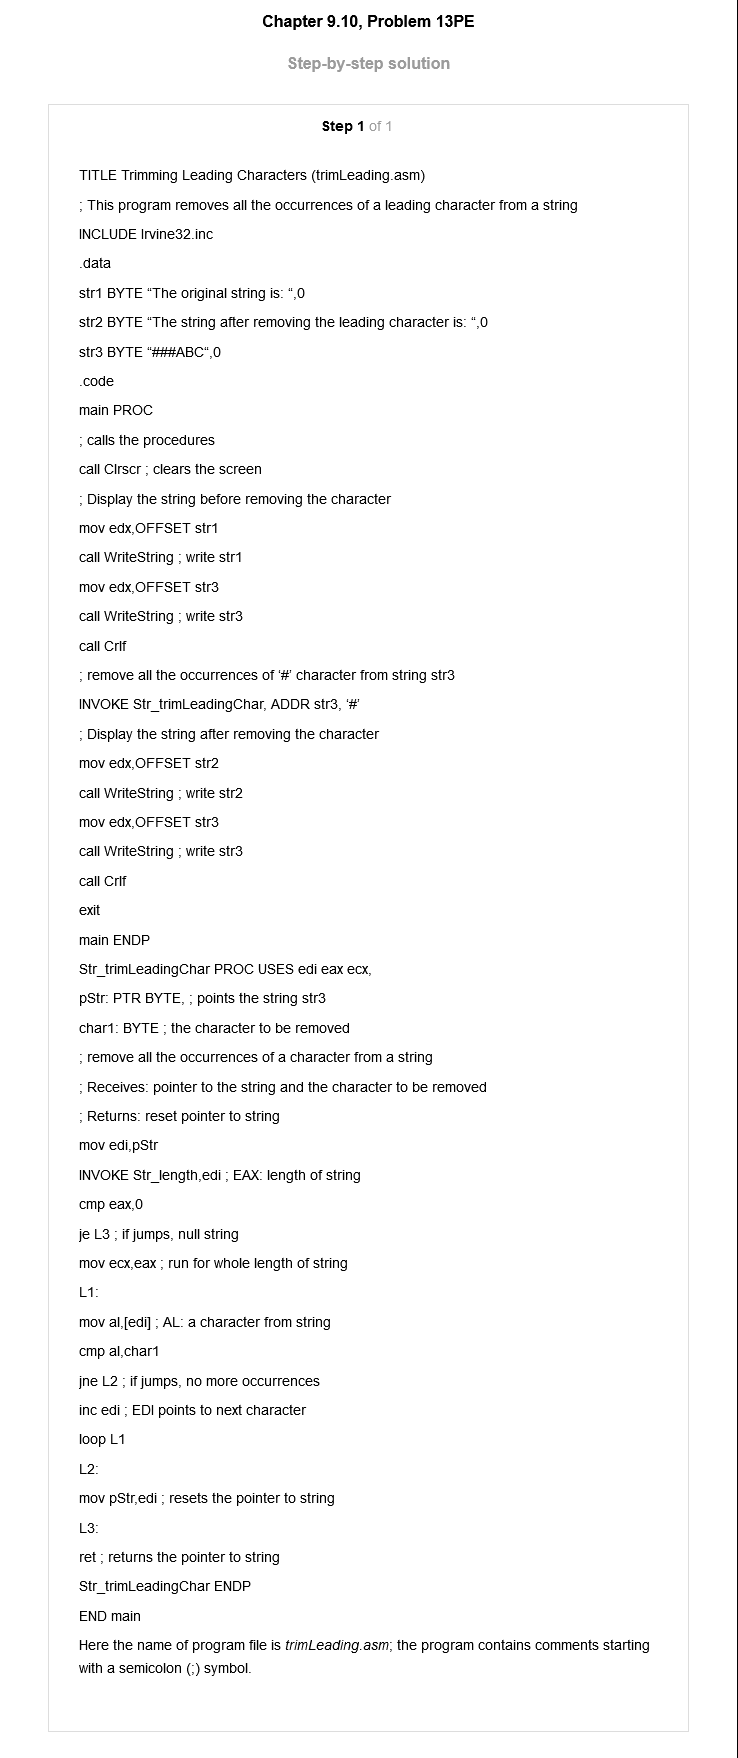 Chapter 9.10, Problem 13PE
Step-by-step solution
Step 1 of 1
TITLE Trimming Leading Characters (trimLeading.asm)
; This program removes all the occurrences of a leading character from a string
INCLUDE Irvine32.inc
.data
str1 BYTE “The original string is: “,0
str2 BYTE “The string after removing the leading character is: “,0
str3 BYTE “###ABC“,0
.code
main PROC
; calls the procedures
call Clrscr ; clears the screen
; Display the string before removing the character
mov edx,OFFSET str1
call WriteString ; write str1
mov edx,OFFSET str3
call WriteString ; write str3
call Crlf
; remove all the occurrences of ‘#’ character from string str3
INVOKE Str_trimLeadingChar, ADDR str3, ‘#’
; Display the string after removing the character
mov edx,OFFSET str2
call WriteString ; write str2
mov edx,OFFSET str3
call WriteString ; write str3
call Crlf
exit
main ENDP
Str_trimLeadingChar PROC USES edi eax ecx,
pStr: PTR BYTE, ; points the string str3
char1: BYTE ; the character to be removed
; remove all the occurrences of a character from a string
; Receives: pointer to the string and the character to be removed
; Returns: reset pointer to string
mov edi,pStr
INVOKE Str_length,edi ; EAX: length of string
cmp eax,0
je L3 ; if jumps, null string
mov ecx,eax ; run for whole length of string
L1:
mov al,[edi] ; AL: a character from string
cmp al,char1
jne L2 ; if jumps, no more occurrences
inc edi ; EDI points to next character
loop L1
L2:
mov pStr,edi ; resets the pointer to string
L3:
ret ; returns the pointer to string
Str_trimLeadingChar ENDP
END main
Here the name of program file is trimLeading.asm; the program contains comments starting
with a semicolon (;) symbol.